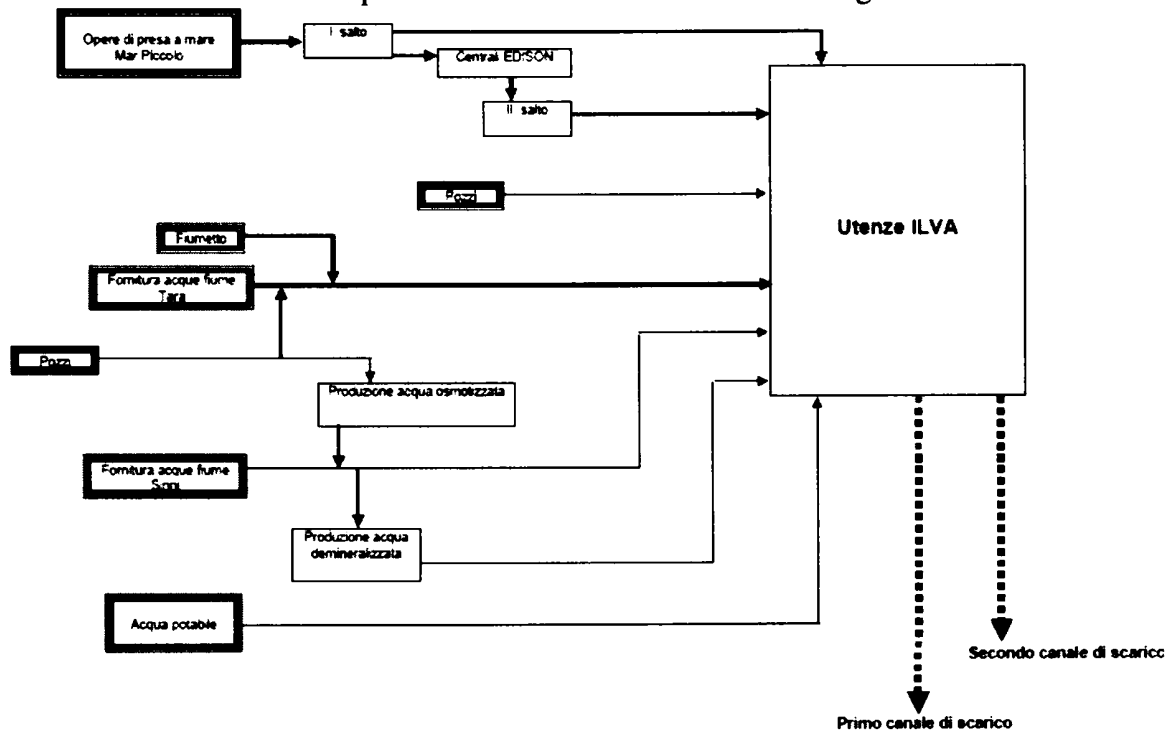 Opere di presa a mare
Mar Piccolo
I salto
Central EDISON
II salto
Pozzi
Utenze ILVA
Fiumetto
Fornitura acque fiume
Tara
Pozzi
Produzione acqua osmotizzata
Fornitura acque fiume
Sinni
Produzione acqua
demineralizzata
Acqua potabile
Secondo canale di scarico
Primo canale di scarico